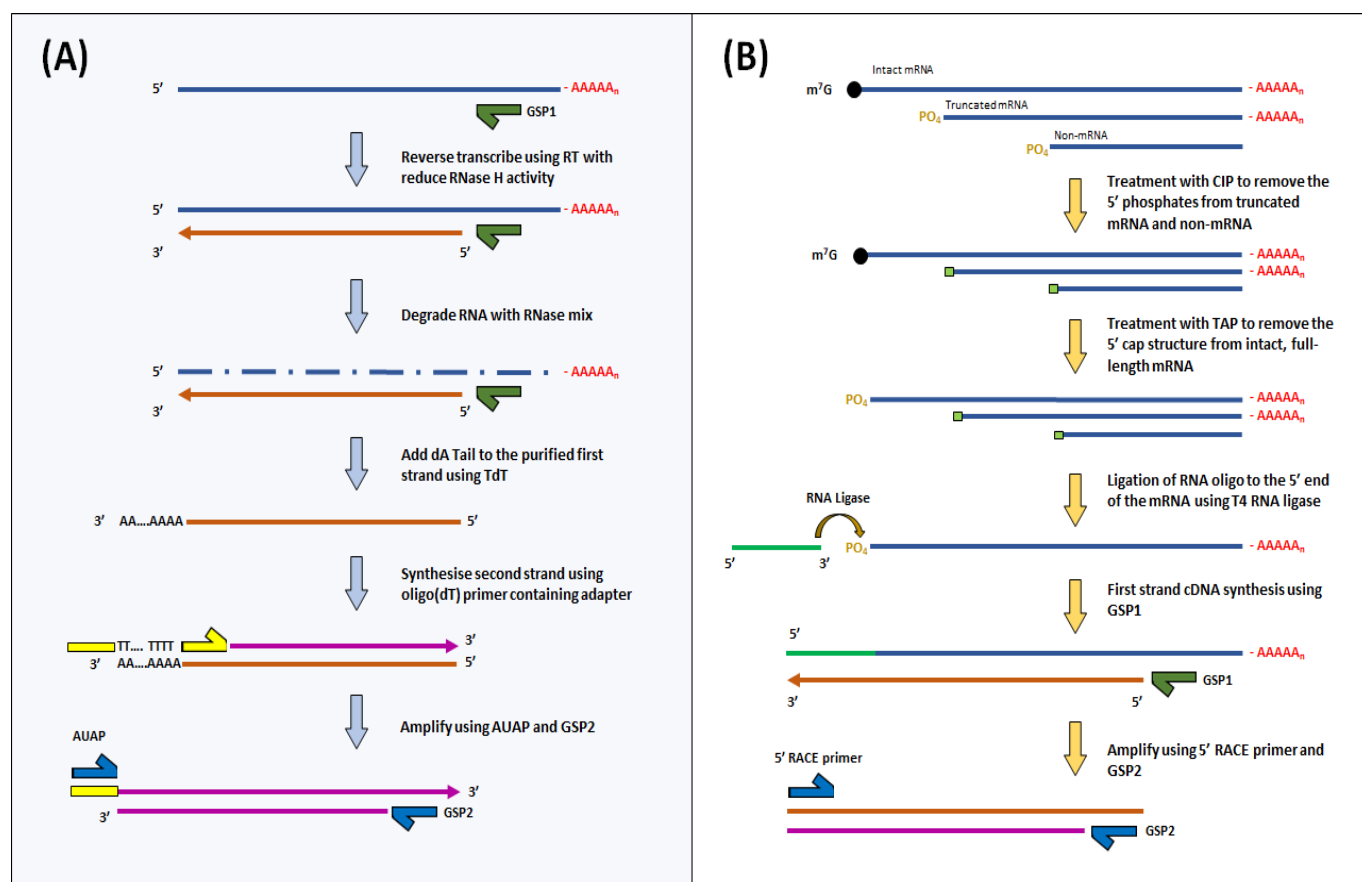 (A)
5’
- AAAAAn
GSP1
Reverse transcribe using RT with
reduce RNase H activity
5’
- AAAAAn
3’
5’
Degrade RNA with RNase mix
5’
- AAAAAn
3’
5’
Add dA Tail to the purified first
strand using TdT
3’ AA....AAAA
5’
Synthesise second strand using
oligo(dT) primer containing adapter
TT.... TTTT
3’
3’ AA....AAAA
5’
Amplify using AUAP and GSP2
AUAP
3’
3’
GSP2
(B)
Intact mRNA
m7G
- AAAAAn
Truncated mRNA
PO4
- AAAAAn
Non-mRNA
PO4
Treatment with CIP to remove the
5’ phosphates from truncated
mRNA and non-mRNA
m7G
- AAAAAn
- AAAAAn
Treatment with TAP to remove the
5’ cap structure from intact, full-
length mRNA
PO4
- AAAAAn
- AAAAAn
Ligation of RNA oligo to the 5’ end
of the mRNA using T4 RNA ligase
RNA Ligase
PO4
- AAAAAn
5’
3’
First strand cDNA synthesis using
GSP1
5’
- AAAAAn
GSP1
3’
5’
Amplify using 5’ RACE primer and
GSP2
5’ RACE primer
GSP2